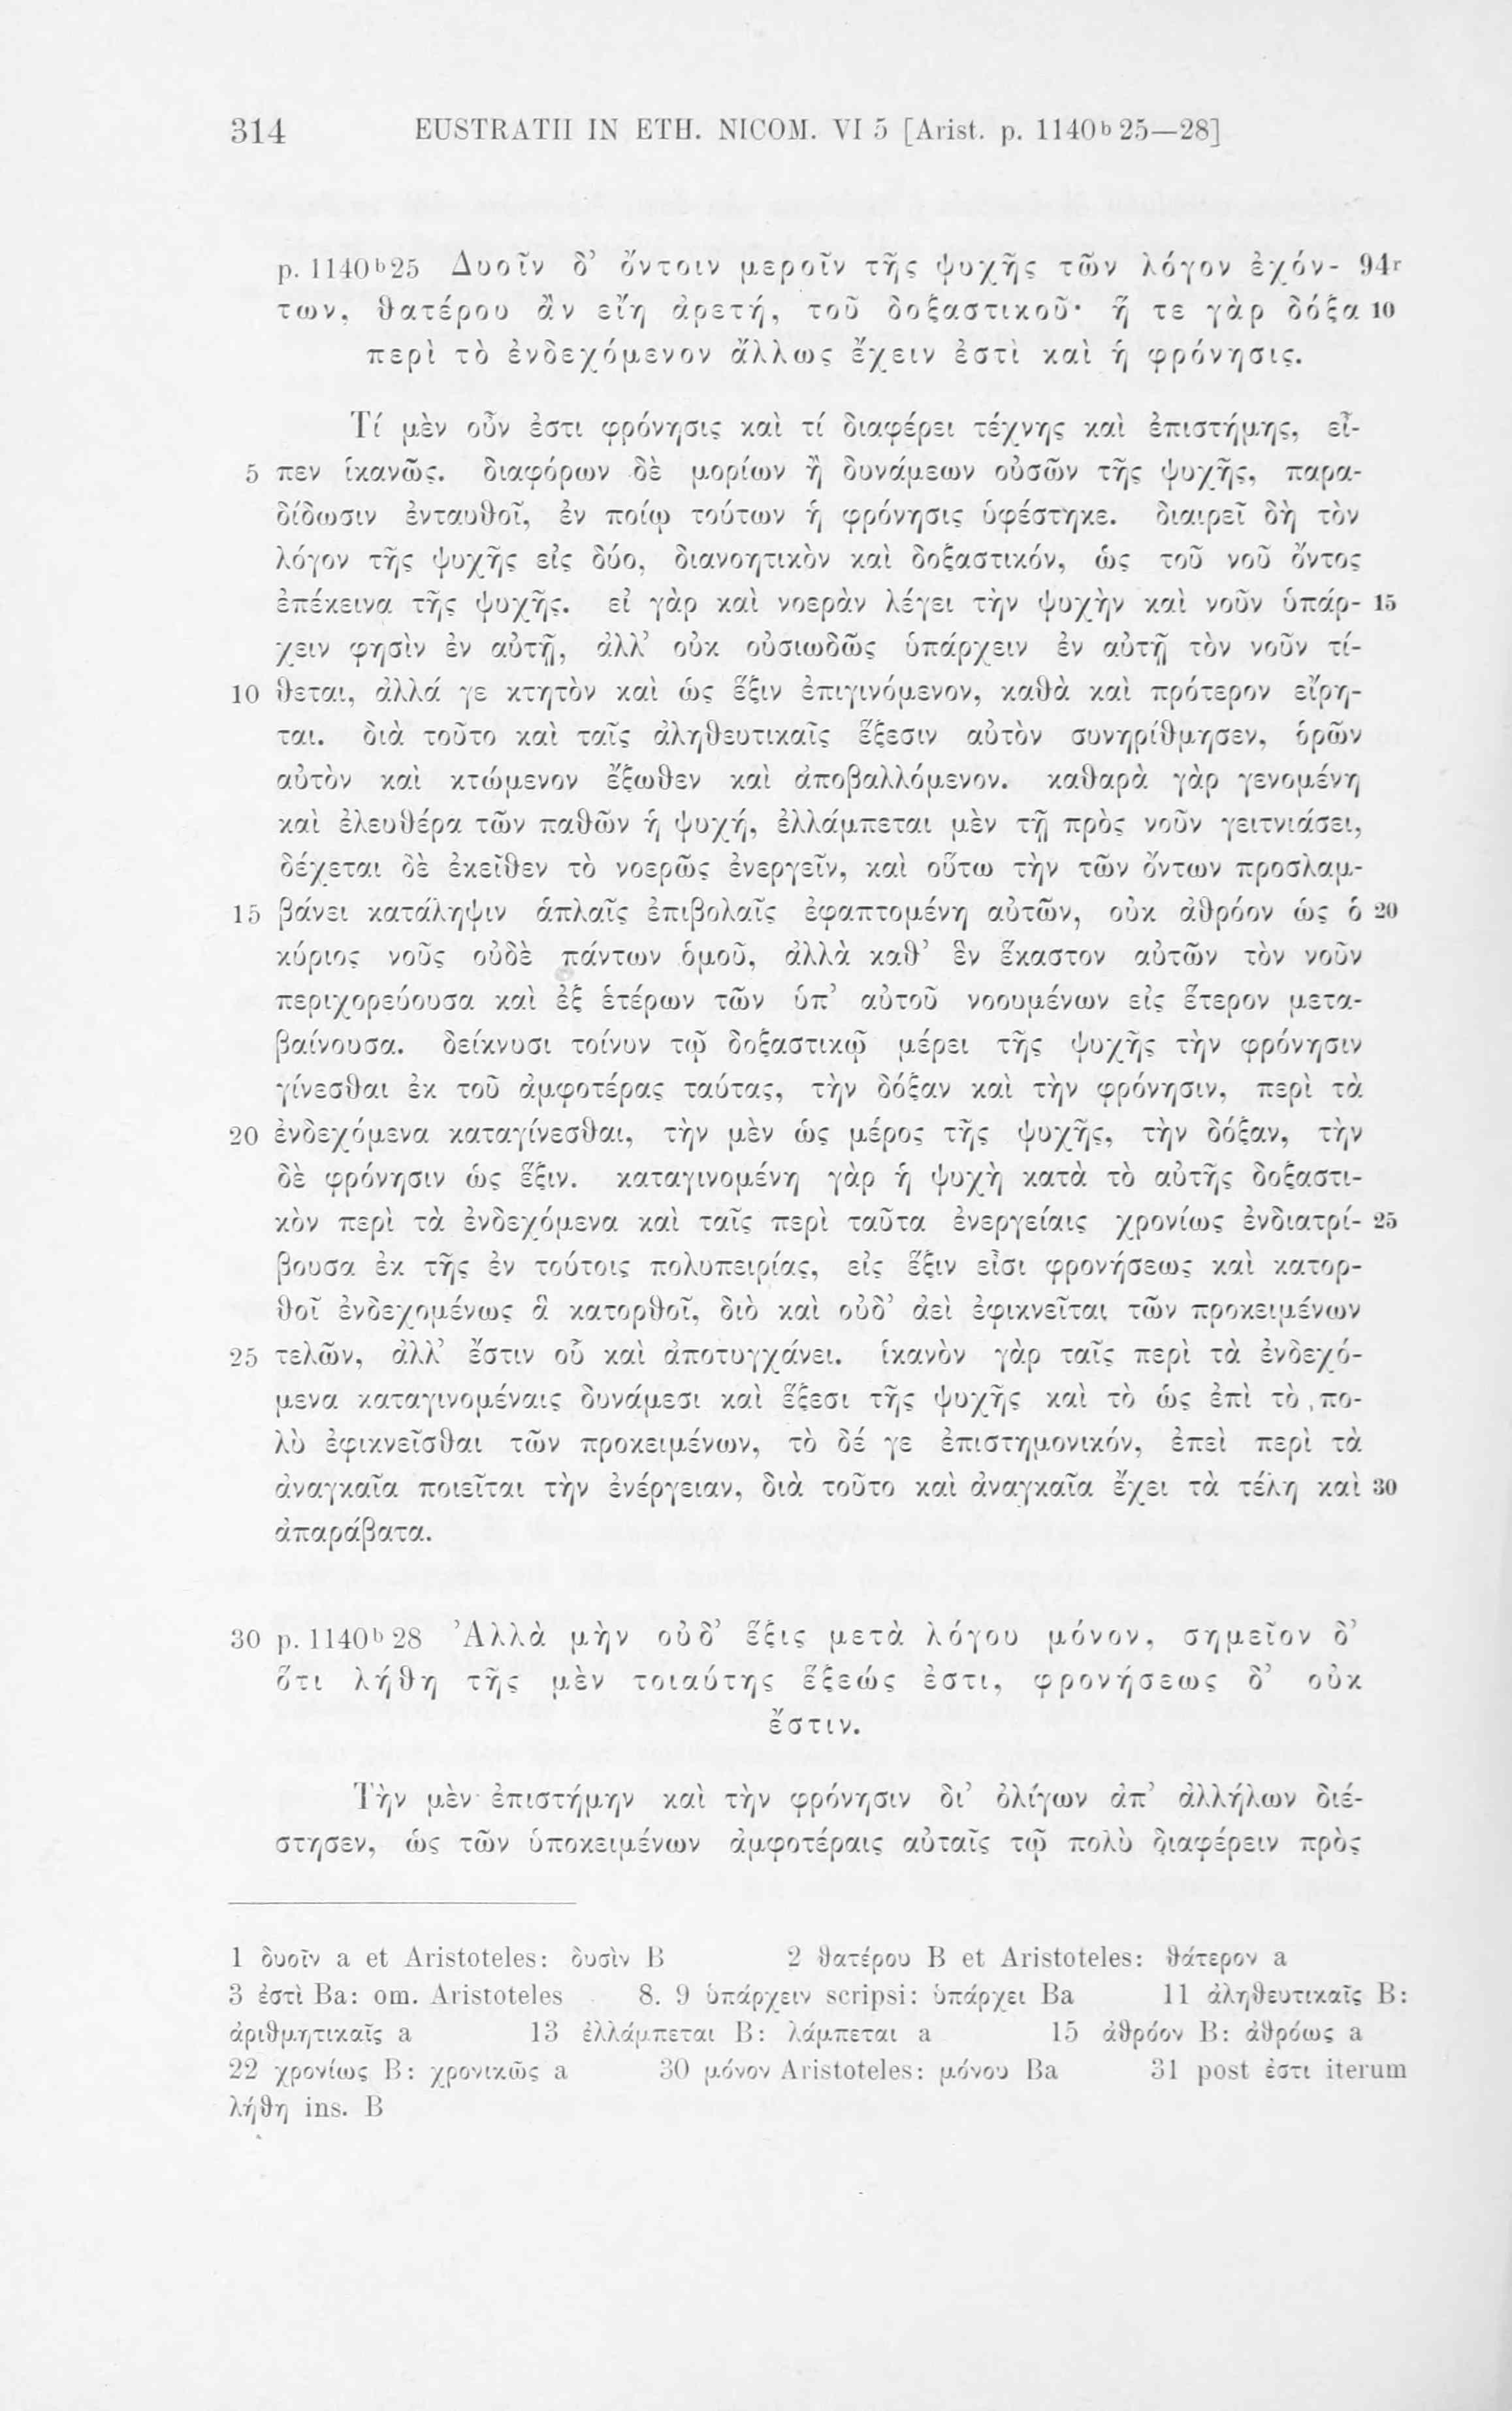 314 EUSTRATII IN ETH. NICOM. VI 5 [Arist. p. 1140b 25—28]
p. 1140b25 Δυοῖν δ’ ὄντοιν μεροῖν τῆς ψυχῆς τῶν λόγον ἐχόν- 94r
των, θατέρου ἂν εἴη ἀρετή, τοῦ δοξαστικοῦ· ἥ τε γὰρ δόξα 10
περὶ τὸ ἐνδεχόμενον ἄλλως ἔχειν ἐστὶ καὶ ἡ φρόνησις.
Τί μὲν οὖν ἐστι φρόνησις καὶ τί διαφέρει τέχνης καὶ ἐπιστήμης, εἶ-
5 πεν ἱκανῶς. διαφόρων δὲ μορίων ἢ δυνάμεων οὐσῶν τῆς ψυχῆς, παρα-
δίδωσιν ἐνταυθοῖ, ἐν ποίῳ τούτων ἡ φρόνησις ὑφέστηκε. διαιρεῖ δὴ τὸν
λόγον τῆς ψυχῆς εἰς δύο, διανοητικὸν καὶ δοξαστικόν, ὡς τοῦ νοῦ ὄντος
ἐπέκεινα τῆς ψυχῆς. εἰ γὰρ καὶ νοερὰν λέγει τὴν ψυχὴν καὶ νοῦν ὑπάρ- 15
χειν φησὶν ἐν αὐτῇ, ἀλλ’ οὐκ οὐσιωδῶς ὑπάρχειν ἐν αὐτῇ τὸν νοῦν τί-
10 θεται, ἀλλά γε κτητὸν καὶ ὡς ἕξιν ἐπιγινόμενον, καθὰ καὶ πρότερον εἴρη-
ται. διὰ τοῦτο καὶ ταῖς ἀληθευτικαῖς ἕξεσιν αὐτὸν συνηρίθμησεν, ὁρῶν
αὐτὸν καὶ κτώμενον ἔξωθεν καὶ ἀποβαλλόμενον. καθαρὰ γὰρ γενομένη
καὶ ἐλευθέρα τῶν παθῶν ἡ ψυχή, ἐλλάμπεται μὲν τῇ πρὸς νοῦν γειτνιάσει,
δέχεται δὲ ἐκεῖθεν τὸ νοερῶς ἐνεργεῖν, καὶ οὕτω τὴν τῶν ὄντων προσλαμ-
15 βάνει κατάληψιν ἁπλαῖς ἐπιβολαῖς ἐφαπτομένη αὐτῶν, οὐκ ἀθρόον ὡς ὁ 20
κύριος νοῦς οὐδὲ πάντων ὁμοῦ, ἀλλὰ καθ’ ἓν ἕκαστον αὐτῶν τὸν νοῦν
περιχορεύουσα καὶ ἐξ ἑτέρων τῶν ὑπ’ αὐτοῦ νοουμένων εἰς ἕτερον μετα-
βαίνουσα. δείκνυσι τοίνυν τῷ δοξαστικῷ μέρει τῆς ψυχῆς τὴν φρόνησιν
γίνεσθαι ἐκ τοῦ ἀμφοτέρας ταύτας, τὴν δόξαν καὶ τὴν φρόνησιν, περὶ τὰ
20 ἐνδεχόμενα καταγίνεσθαι, τὴν μὲν ὡς μέρος τῆς ψυχῆς, τὴν δόξαν, τὴν
δὲ φρόνησιν ὡς ἕξιν. καταγινομένη γὰρ ἡ ψυχὴ κατὰ τὸ αὐτῆς δοξαστι-
κὸν περὶ τὰ ἐνδεχόμενα καὶ ταῖς περὶ ταῦτα ἐνεργείαις χρονίως ἐνδιατρί- 25
βουσα ἐκ τῆς ἐν τούτοις πολυπειρίας, εἰς ἕξιν εἶσι φρονήσεως καὶ κατορ-
θοῖ ἐνδεχομένως ἃ κατορθοῖ, διὸ καὶ οὐδ’ ἀεὶ ἐφικνεῖται τῶν προκειμένων
25 τελῶν, ἀλλ’ ἔστιν οὗ καὶ ἀποτυγχάνει. ἱκανὸν γὰρ ταῖς περὶ τὰ ἐνδεχό-
μενα καταγινομέναις δυνάμεσι καὶ ἕξεσι τῆς ψυχῆς καὶ τὸ ὡς ἐπὶ τὸ πο-
λὺ ἐφικνεῖσθαι τῶν προκειμένων, τὸ δέ γε ἐπιστημονικόν, ἐπεὶ περὶ τὰ
ἀναγκαῖα ποιεῖται τὴν ἐνέργειαν, διὰ τοῦτο καὶ ἀναγκαῖα ἔχει τὰ τέλη καὶ 30
ἀπαράβατα.
30 p. 1140b 28 Ἀλλὰ μὴν οὐδ’ ἕξις μετὰ λόγου μόνον, σημεῖον δ’
ὅτι λήθη τῆς μὲν τοιαύτης ἕξεώς ἐστι, φρονήσεως δ’ οὐκ
ἔστιν.
Τὴν μὲν ἐπιστήμην καὶ τὴν φρόνησιν δι’ ὀλίγων ἀπ’ ἀλλήλων διέ-
στησεν, ὡς τῶν ὑποκειμένων ἀμφοτέραις αὐταῖς τῷ πολὺ διαφέρειν πρὸς
1 δυοῖν a et Aristoteles: δυσὶν B 2 θατέρου B et Aristoteles: θάτερον a
3 ἐστὶ Ba: om. Aristoteles 8. 9 ὑπάρχειν scripsi: ὑπάρχει Ba 11 ἀληθευτικαῖς B:
ἀριθμητικαῖς a 13 ἐλλάμπεται B: λάμπεται a 15 ἀθρόον B: ἀθρόως a
22 χρονίως B: χρονικῶς a 30 μόνον Aristoteles: μόνου Ba 31 post ἐστι iterum
λήθη ins. B